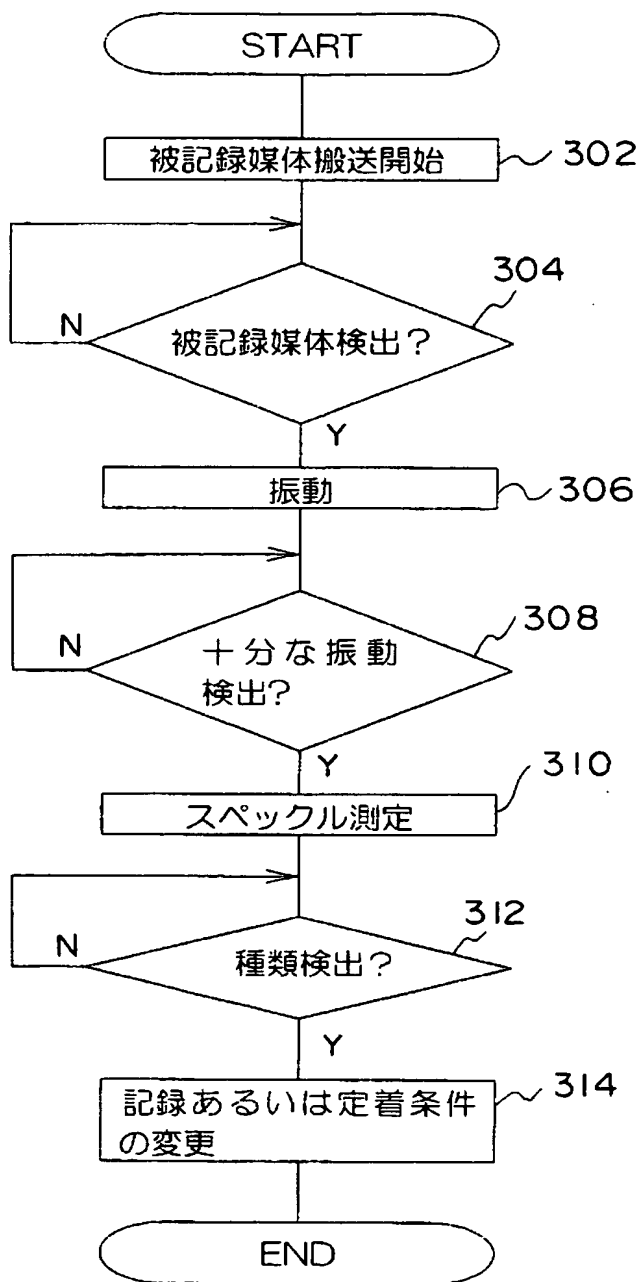 START
被記録媒体搬送開始
302
304
被記録媒体検出?
N
Y
振動
306
308
十分な振動
検出?
N
Y
310
スペックル測定
312
種類検出?
N
Y
314
記録あるいは定着条件
の変更
END